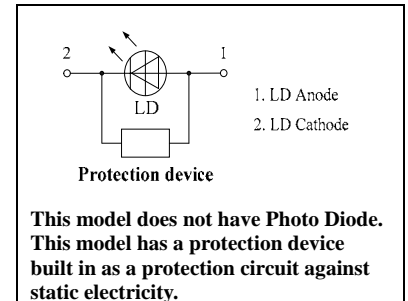 2
1
LD
1. LD Anode
2. LD Cathode
Protection device
This model does not have Photo Diode.
This model has a protection device
built in as a protection circuit against
static electricity.